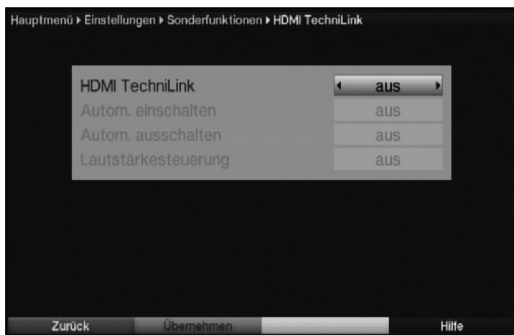 Hauptmenü ▸ Einstellungen ▸ Sonderfunktionen ▸ HDMI TechniLink
HDMI TechniLink aus
Autom. einschalten aus
Autom. ausschalten aus
Lautstärkesteuerung aus
Zurück Übernehmen Hilfe